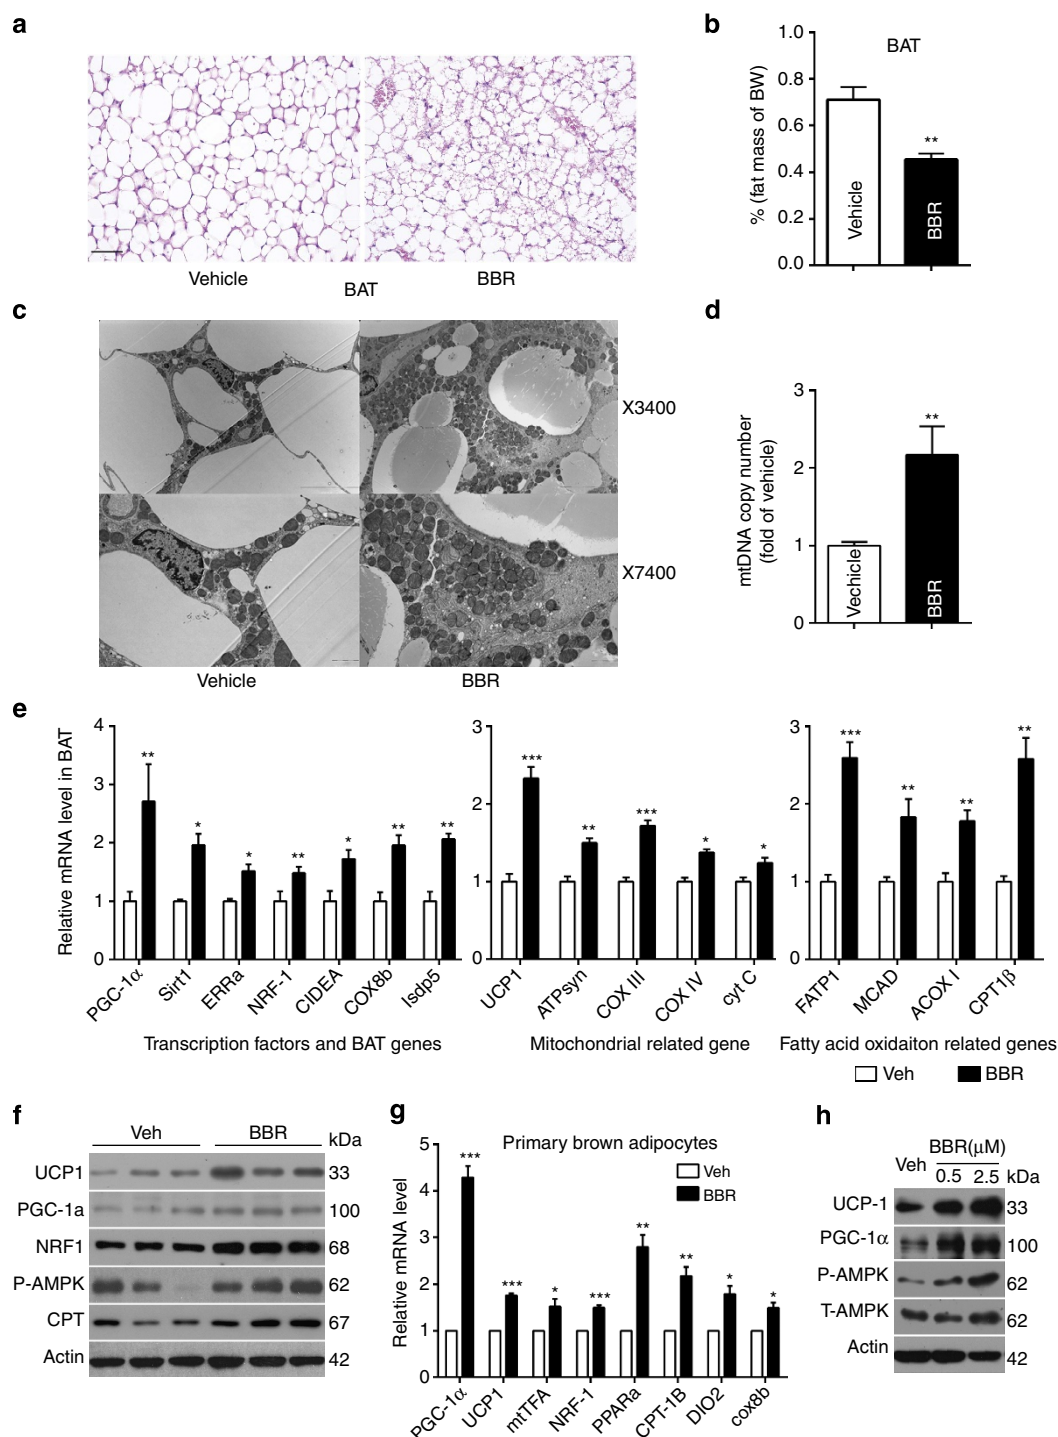 a
Vehicle
BBR
BAT
b
BAT
% (fat mass of BW)
1.0
0.8
0.6
0.4
0.2
0.0
**
Vehicle
BBR
c
X3400
X7400
Vehicle
BBR
d
mtDNA copy number
(fold of vehicle)
3
2
1
0
**
Vechicle
BBR
e
Relative mRNA level in BAT
4
3
2
1
0
** * * ** * ** **
PGC-1α Sirt1 ERRa NRF-1 CIDEA COX8b Isdp5
Transcription factors and BAT genes
3
2
1
0
*** ** *** * *
UCP1 ATPsyn COX III COX IV cyt C
Mitochondrial related gene
3
2
1
0
*** ** ** **
FATP1 MCAD ACOX I CPT1β
Fatty acid oxidaiton related genes
Veh BBR
f
Veh BBR kDa
UCP1 33
PGC-1a 100
NRF1 68
P-AMPK 62
CPT 67
Actin 42
g
Primary brown adipocytes
Veh
BBR
Relative mRNA level
5
4
3
2
1
0
*** *** * *** ** ** * *
PGC-1α UCP1 mtTFA NRF-1 PPARa CPT-1B DIO2 cox8b
h
BBR(μM)
Veh 0.5 2.5 kDa
UCP-1 33
PGC-1α 100
P-AMPK 62
T-AMPK 62
Actin 42